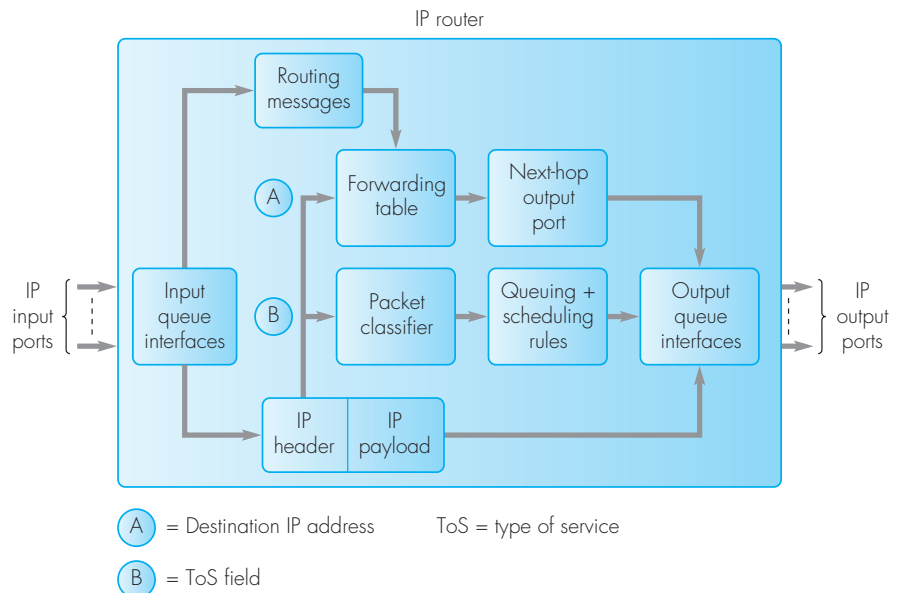 IP router
Routing
messages
A
Forwarding
table
Next-hop
output
port
IP
input
ports
Input
queue
interfaces
B
Packet
classifier
Queuing +
scheduling
rules
Output
queue
interfaces
IP
output
ports
IP
header
IP
payload
A = Destination IP address ToS = type of service
B = ToS field